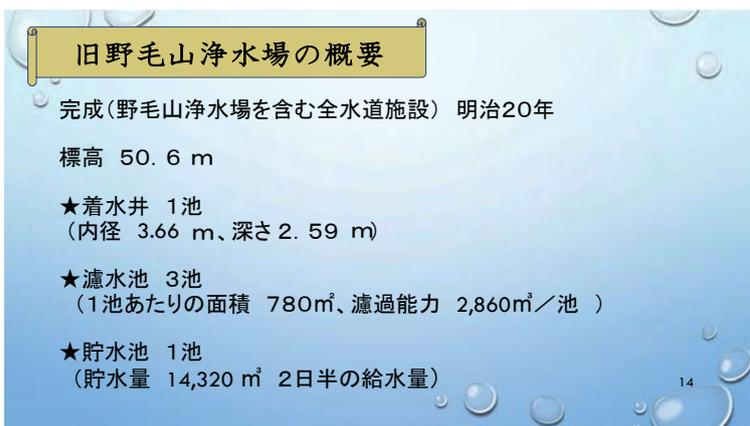 旧野毛山浄水場の概要
完成（野毛山浄水場を含む全水道施設）　明治２０年
標高　５０．６ ｍ
★着水井　１池
（内径　3.66 ｍ、深さ２．５９ ｍ）
★濾水池　３池
（１池あたりの面積　７８０㎡、濾過能力　2,860㎥／池　）
★貯水池　１池
（貯水量　14,320 ㎥　２日半の給水量）
14